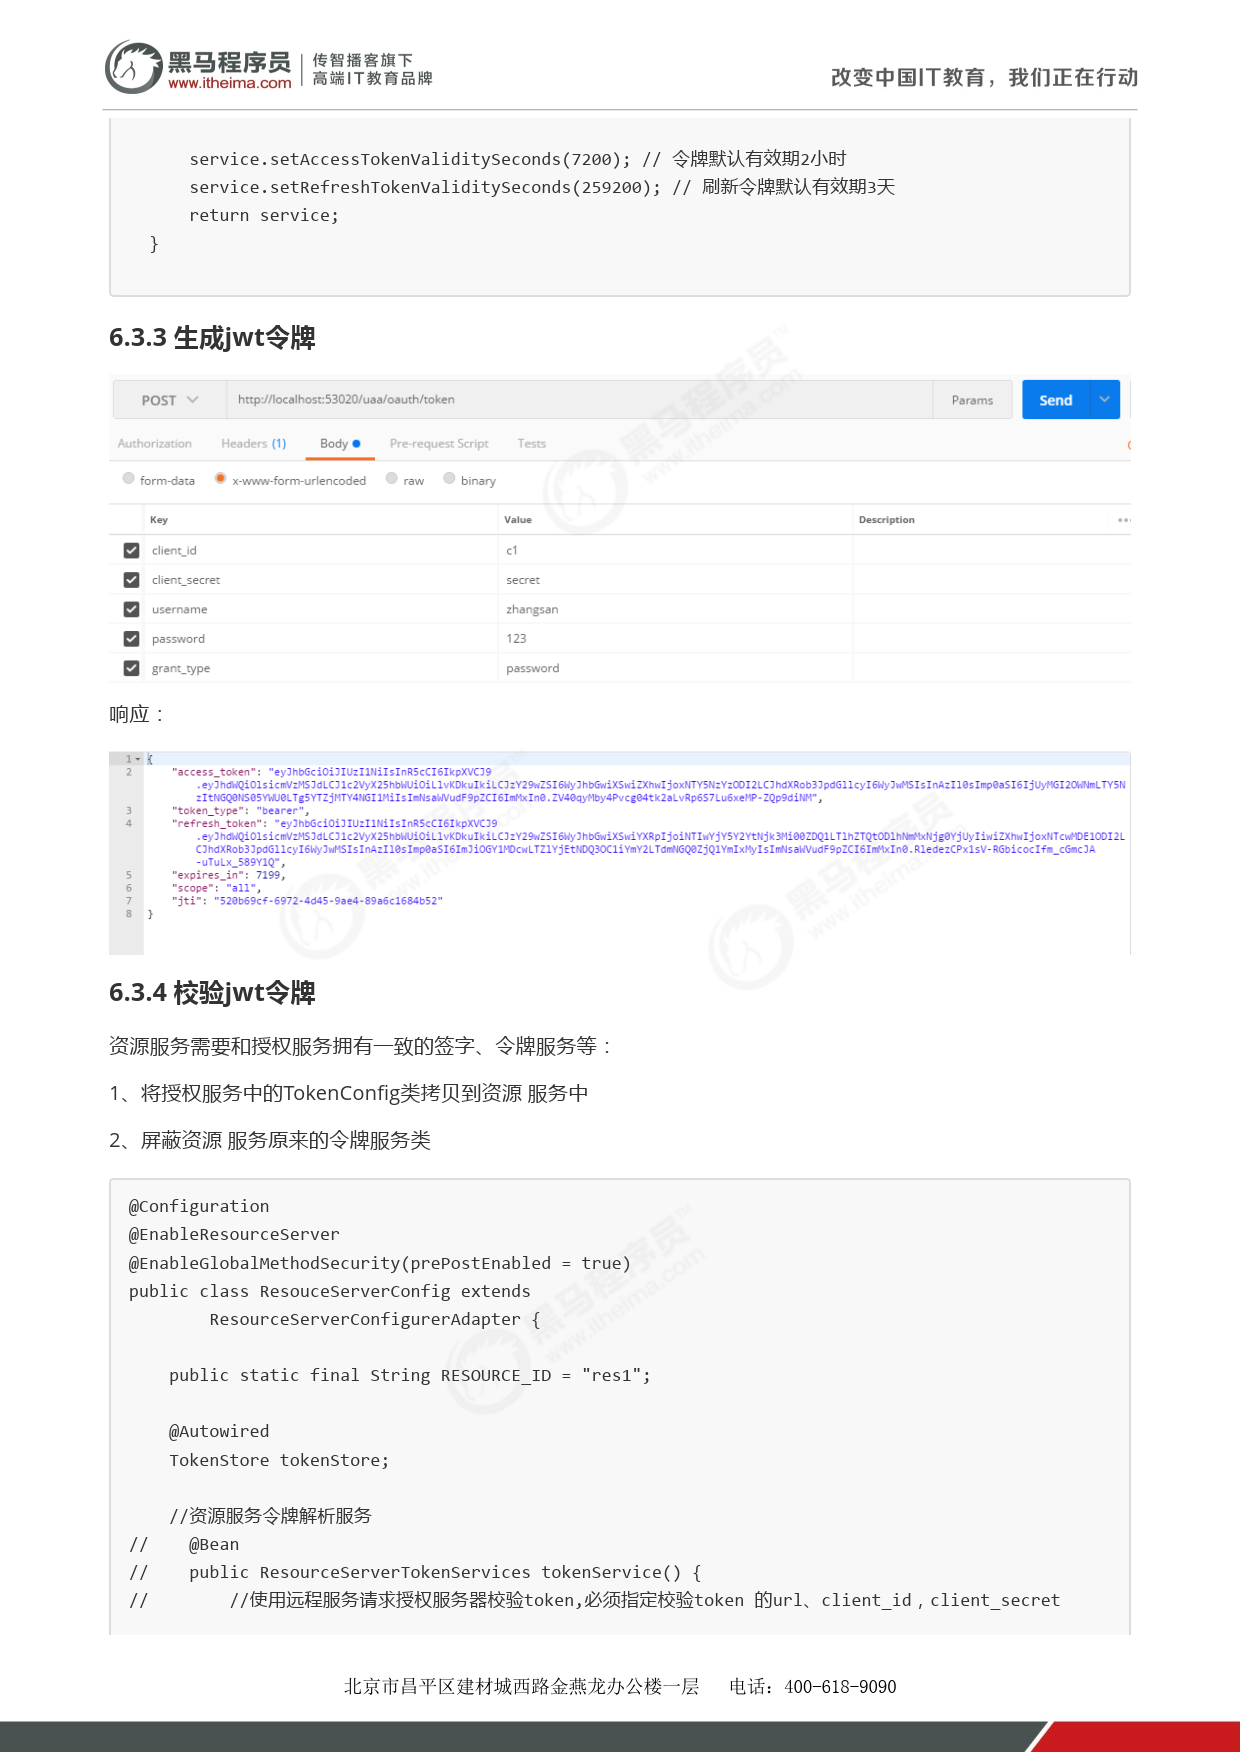 黑马程序员
www.itheima.com
传智播客旗下
高端IT教育品牌
改变中国IT教育，我们正在行动
service.setAccessTokenValiditySeconds(7200); // 令牌默认有效期2小时
service.setRefreshTokenValiditySeconds(259200); // 刷新令牌默认有效期3天
return service;
}
6.3.3 生成jwt令牌
POST http://localhost:53020/uaa/oauth/token Params Send
Authorization Headers (1) Body Pre-request Script Tests
form-data x-www-form-urlencoded raw binary
Key Value Description
client_id c1
client_secret secret
username zhangsan
password 123
grant_type password
响应：
1 {
2 "access_token": "eyJhbGciOiJIUzI1NiIsInR5cCI6IkpXVCJ9
3 "token_type": "bearer",
4 "refresh_token": "eyJhbGciOiJIUzI1NiIsInR5cCI6IkpXVCJ9
-uTuLx_589Y1Q",
5 "expires_in": 7199,
6 "scope": "all",
7 "jti": "520b69cf-6972-4d45-9ae4-89a6c1684b52"
8 }
6.3.4 校验jwt令牌
资源服务需要和授权服务拥有一致的签字、令牌服务等：
1、将授权服务中的TokenConfig类拷贝到资源 服务中
2、屏蔽资源 服务原来的令牌服务类
@Configuration
@EnableResourceServer
@EnableGlobalMethodSecurity(prePostEnabled = true)
public class ResouceServerConfig extends
ResourceServerConfigurerAdapter {
public static final String RESOURCE_ID = "res1";
@Autowired
TokenStore tokenStore;
//资源服务令牌解析服务
// @Bean
// public ResourceServerTokenServices tokenService() {
// //使用远程服务请求授权服务器校验token,必须指定校验token 的url、client_id，client_secret
北京市昌平区建材城西路金燕龙办公楼一层 电话：400-618-9090